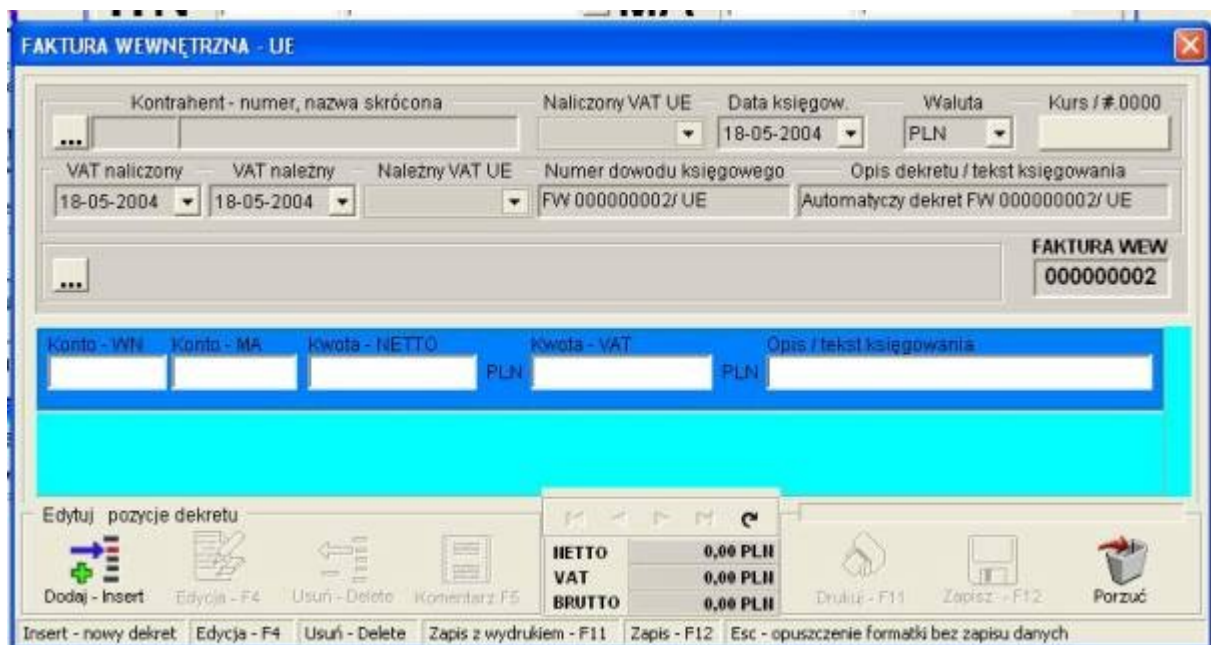 FAKTURA WEWNĘTRZNA - UE
Kontrahent - numer, nazwa skrócona Naliczony VAT UE Data księgow. Waluta Kurs / #.0000
... 18-05-2004 PLN
VAT naliczony VAT należny Należny VAT UE Numer dowodu księgowego Opis dekretu / tekst księgowania
18-05-2004 18-05-2004 FW 000000002/ UE Automatyczy dekret FW 000000002/ UE
FAKTURA WEW
... 000000002
Konto - WN Konto - MA Kwota - NETTO Kwota - VAT Opis / tekst księgowania
PLN PLN
Edytuj pozycje dekretu
NETTO 0,00 PLN
VAT 0,00 PLN
BRUTTO 0,00 PLN
Dodaj - Insert Edycja - F4 Usuń - Delete Komentarz F5 Drukuj - F11 Zapisz - F12 Porzuć
Insert - nowy dekret Edycja - F4 Usuń - Delete Zapis z wydrukiem - F11 Zapis - F12 Esc - opuszczenie formatki bez zapisu danych